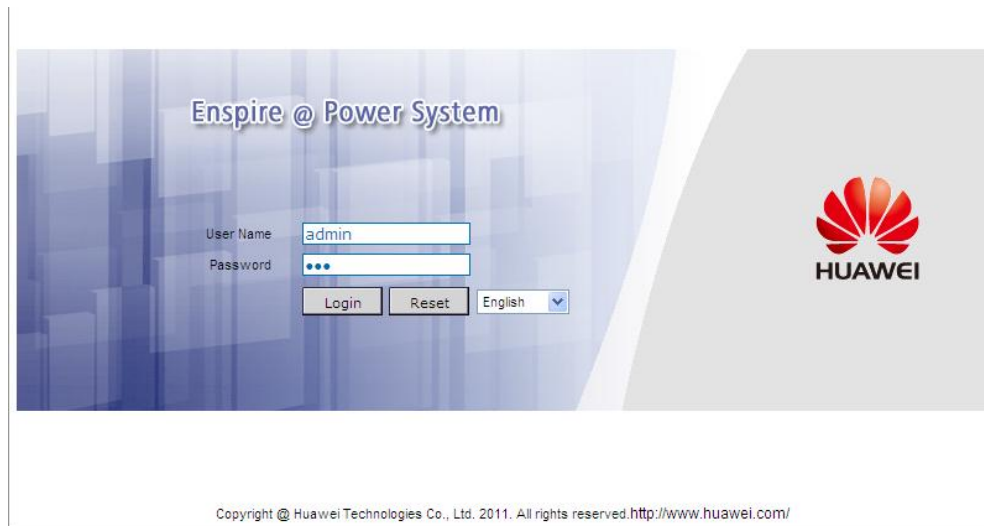 Enspire @ Power System
User Name admin
Password •••
Login Reset English
HUAWEI
Copyright @ Huawei Technologies Co., Ltd. 2011. All rights reserved.http://www.huawei.com/